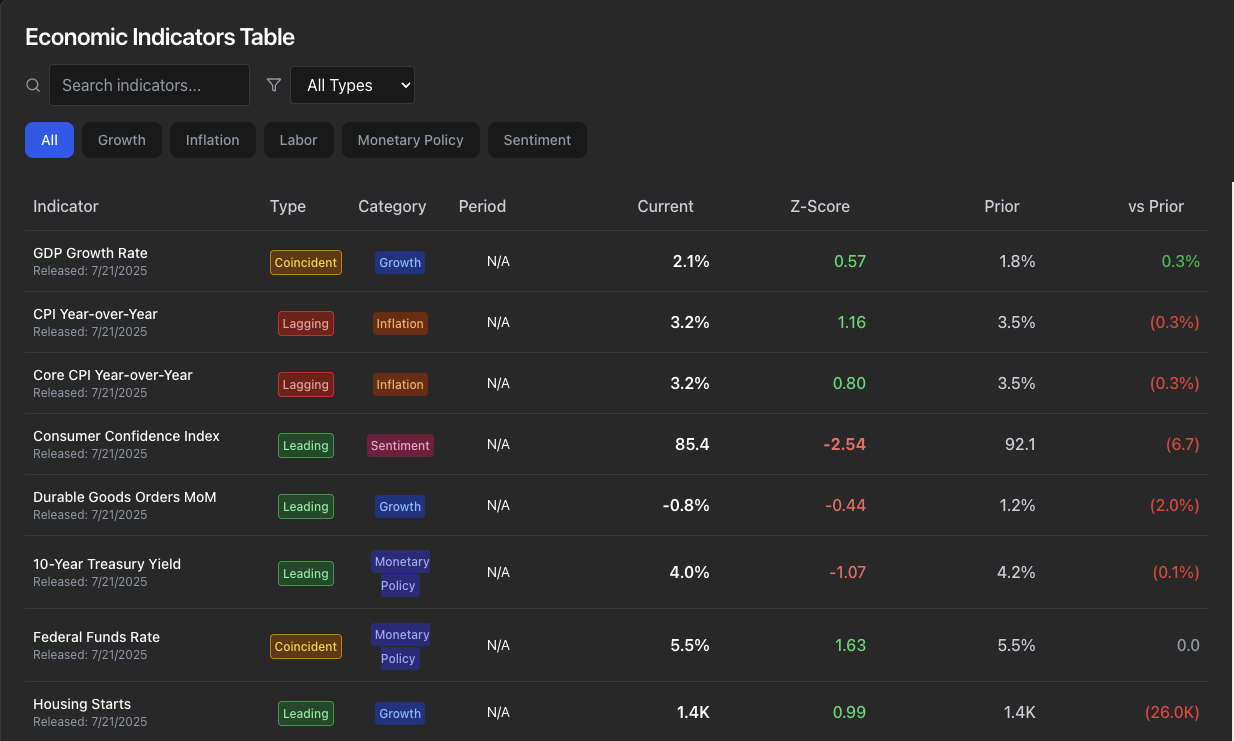 Economic Indicators Table
Search indicators...
All Types
All Growth Inflation Labor Monetary Policy Sentiment
Indicator Type Category Period Current Z-Score Prior vs Prior
GDP Growth Rate
Released: 7/21/2025
Coincident Growth N/A 2.1% 0.57 1.8% 0.3%
CPI Year-over-Year
Released: 7/21/2025
Lagging Inflation N/A 3.2% 1.16 3.5% (0.3%)
Core CPI Year-over-Year
Released: 7/21/2025
Lagging Inflation N/A 3.2% 0.80 3.5% (0.3%)
Consumer Confidence Index
Released: 7/21/2025
Leading Sentiment N/A 85.4 -2.54 92.1 (6.7)
Durable Goods Orders MoM
Released: 7/21/2025
Leading Growth N/A -0.8% -0.44 1.2% (2.0%)
10-Year Treasury Yield
Released: 7/21/2025
Leading Monetary Policy N/A 4.0% -1.07 4.2% (0.1%)
Federal Funds Rate
Released: 7/21/2025
Coincident Monetary Policy N/A 5.5% 1.63 5.5% 0.0
Housing Starts
Released: 7/21/2025
Leading Growth N/A 1.4K 0.99 1.4K (26.0K)